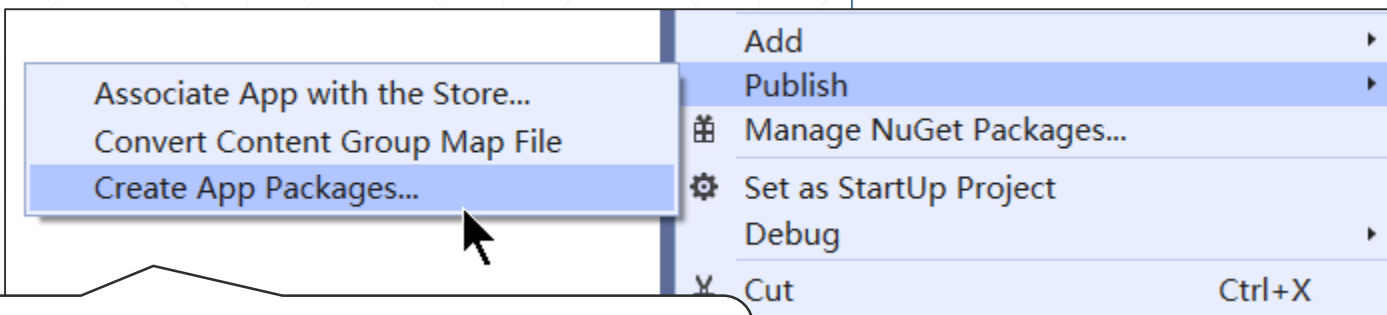 Add
Publish
Associate App with the Store...
Convert Content Group Map File
Create App Packages...
Manage NuGet Packages...
Set as StartUp Project
Debug
Cut Ctrl+X